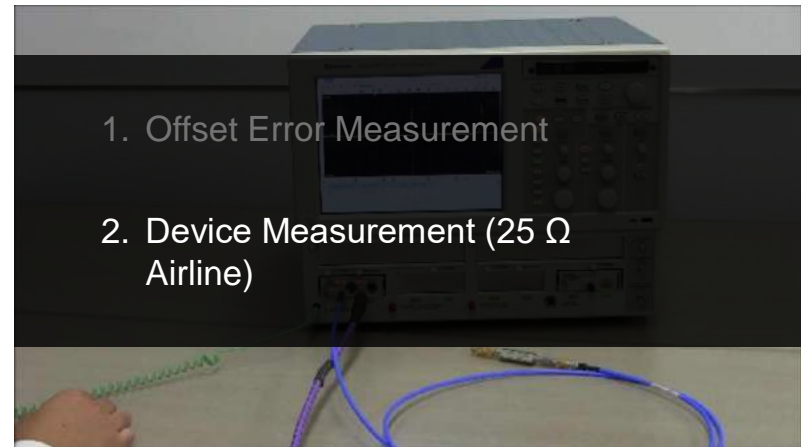 1. Offset Error Measurement
2. Device Measurement (25 Ω
Airline)